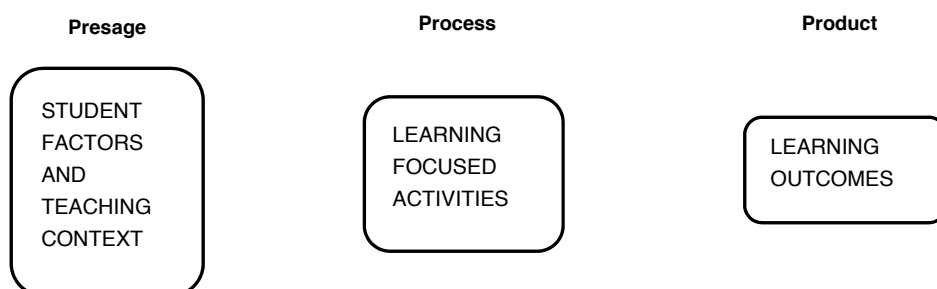 Presage
Process
Product
STUDENT
FACTORS
AND
TEACHING
CONTEXT
LEARNING
FOCUSED
ACTIVITIES
LEARNING
OUTCOMES